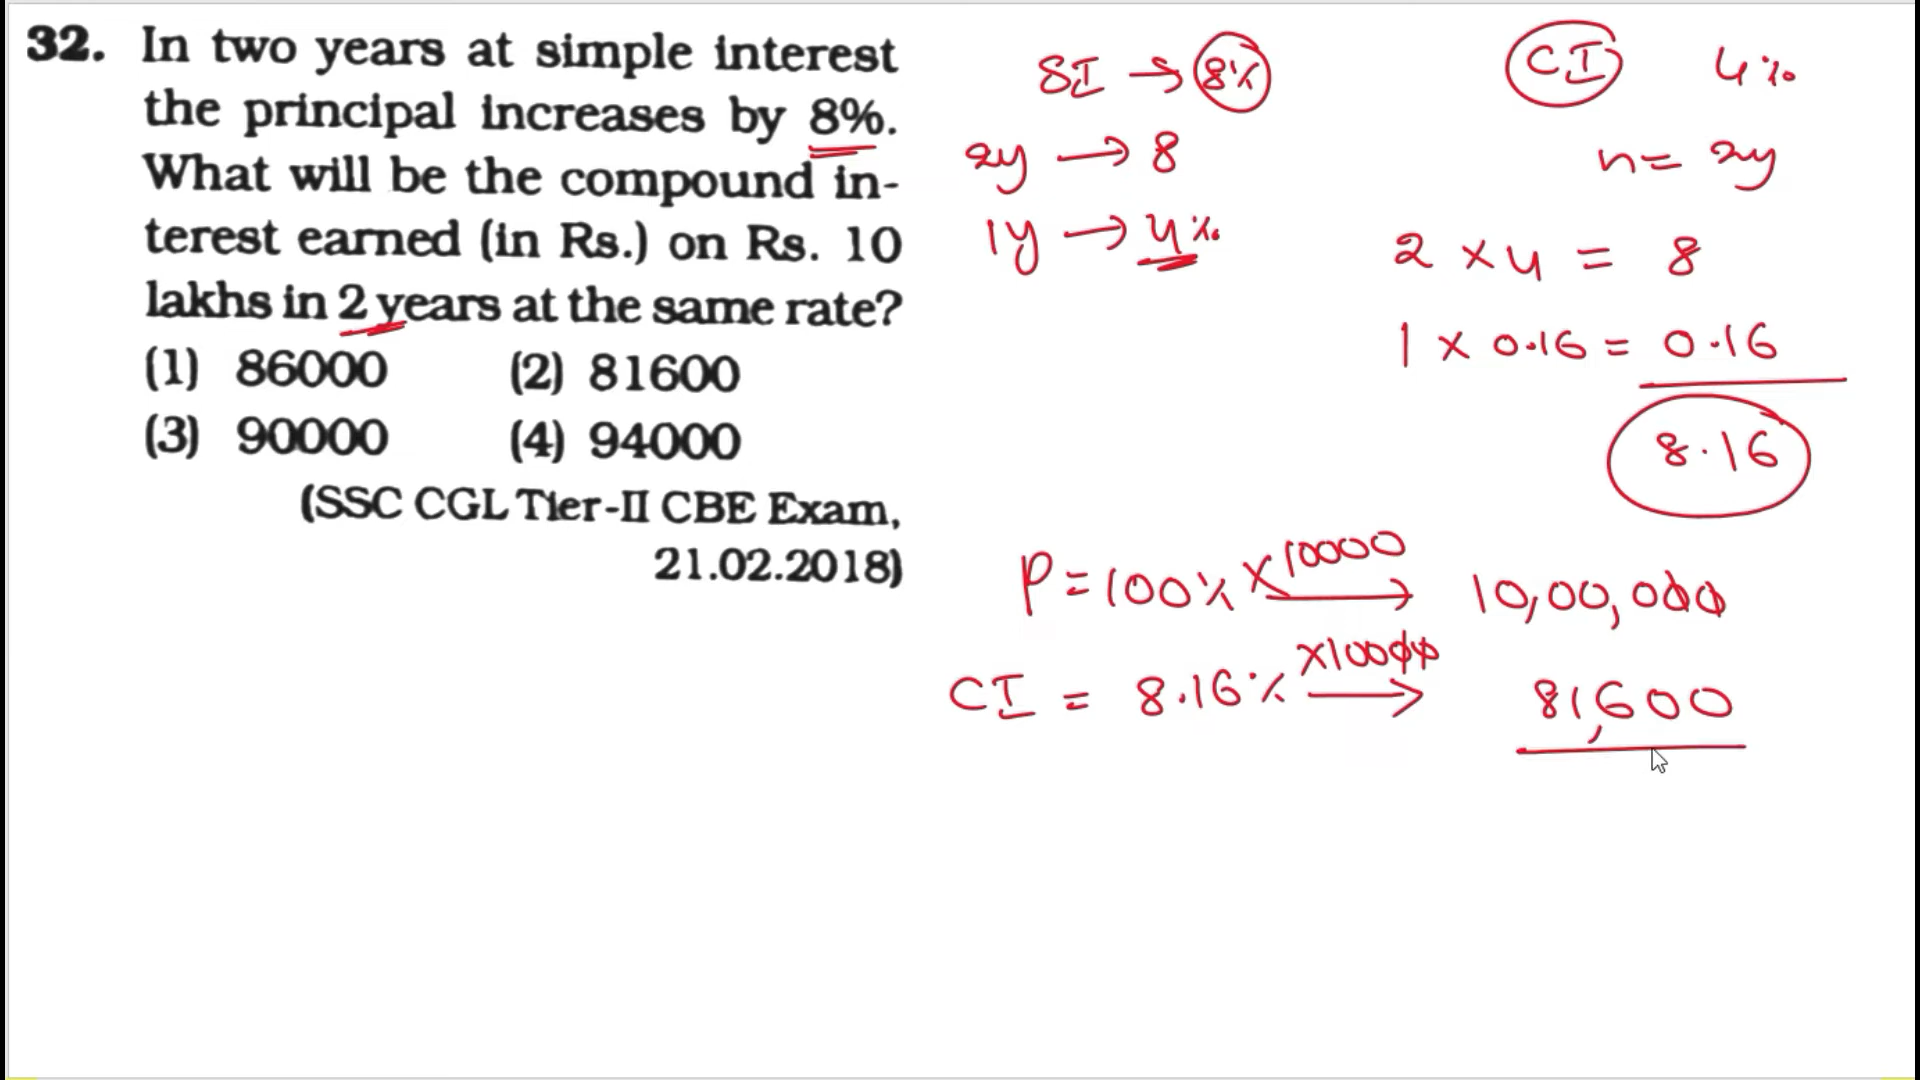 32. In two years at simple interest
the principal increases by 8%.
What will be the compound in-
terest earned (in Rs.) on Rs. 10
lakhs in 2 years at the same rate?
(1) 86000 (2) 81600
(3) 90000 (4) 94000
(SSC CGL Tier-II CBE Exam,
21.02.2018)
SI → 8%
2y → 8
1y → 4%
CI 4%
n = 2y
2 × 4 = 8
1 × 0.16 = 0.16
8.16
P = 100% ×10000 → 10,00,000
CI = 8.16% ×10000 → 81,600